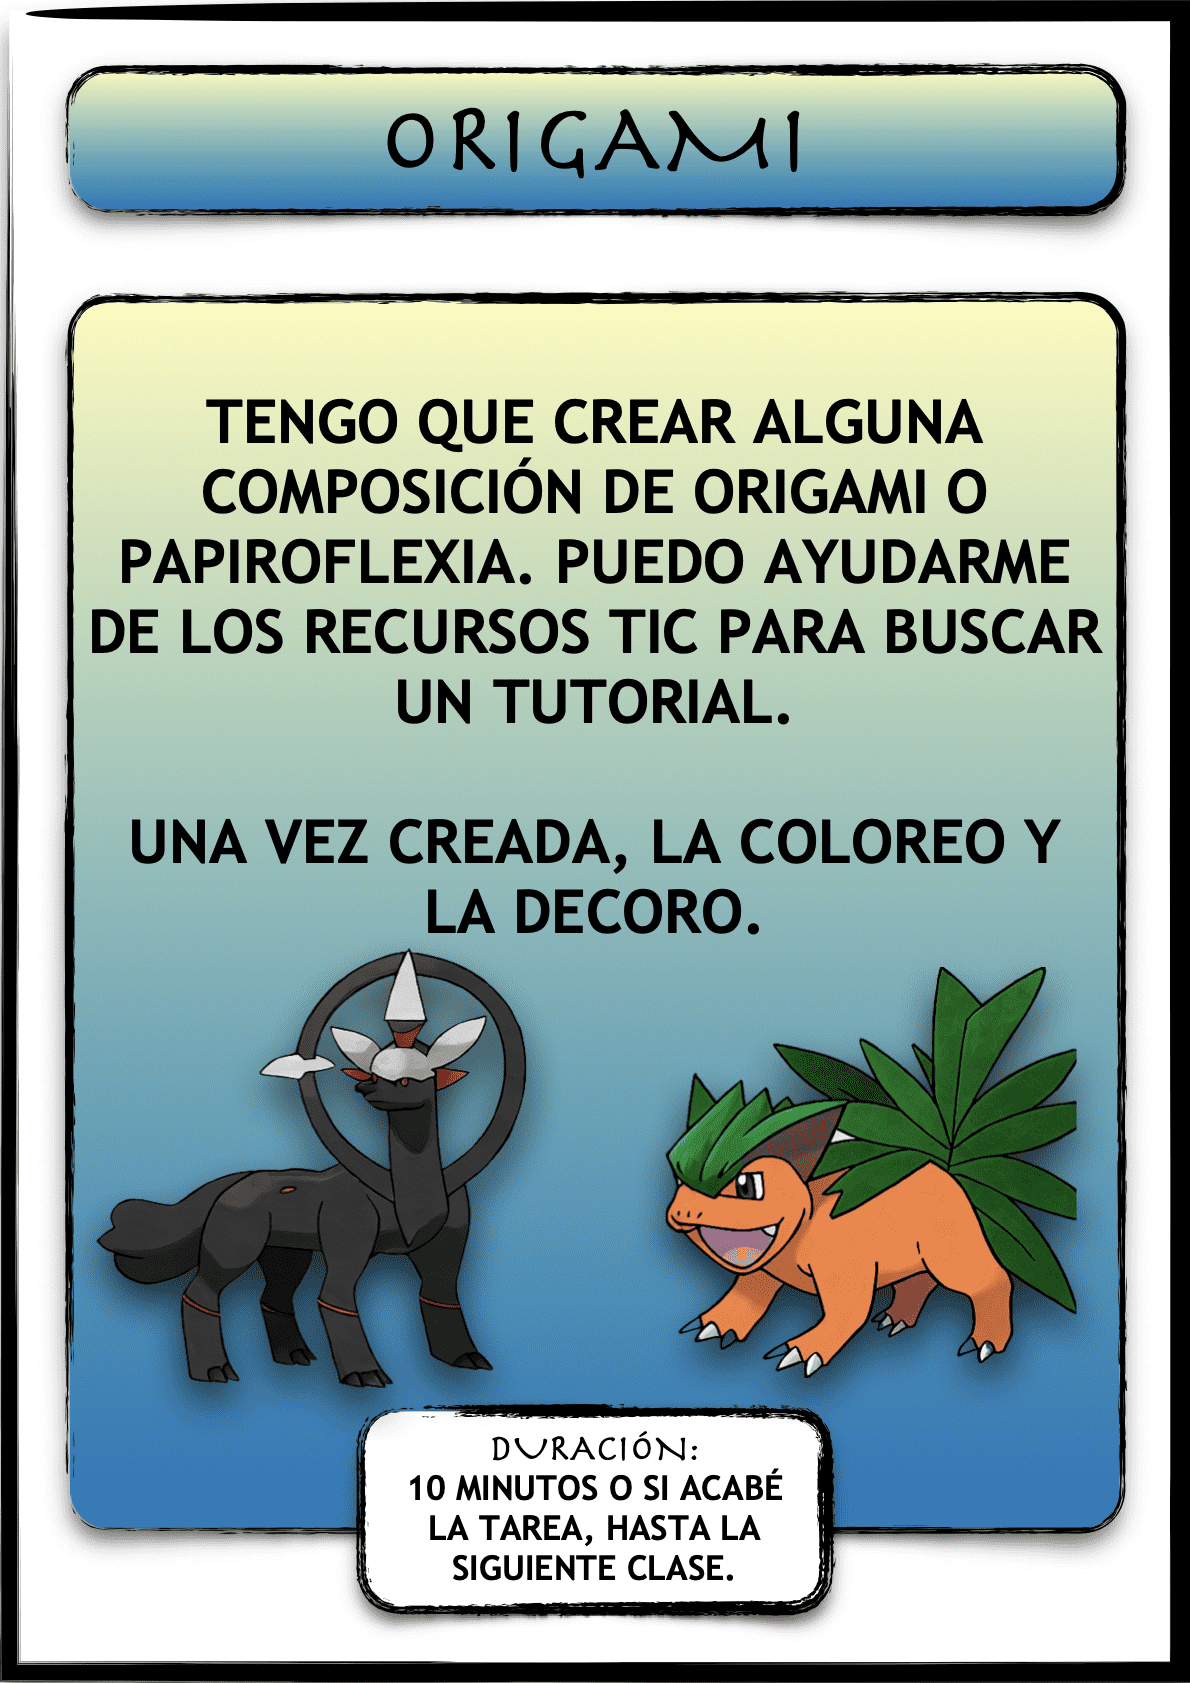 ORIGAMI
TENGO QUE CREAR ALGUNA
COMPOSICIÓN DE ORIGAMI O
PAPIROFLEXIA. PUEDO AYUDARME
DE LOS RECURSOS TIC PARA BUSCAR
UN TUTORIAL.
UNA VEZ CREADA, LA COLOREO Y
LA DECORO.
DURACIÓN:
10 MINUTOS O SI ACABÉ
LA TAREA, HASTA LA
SIGUIENTE CLASE.